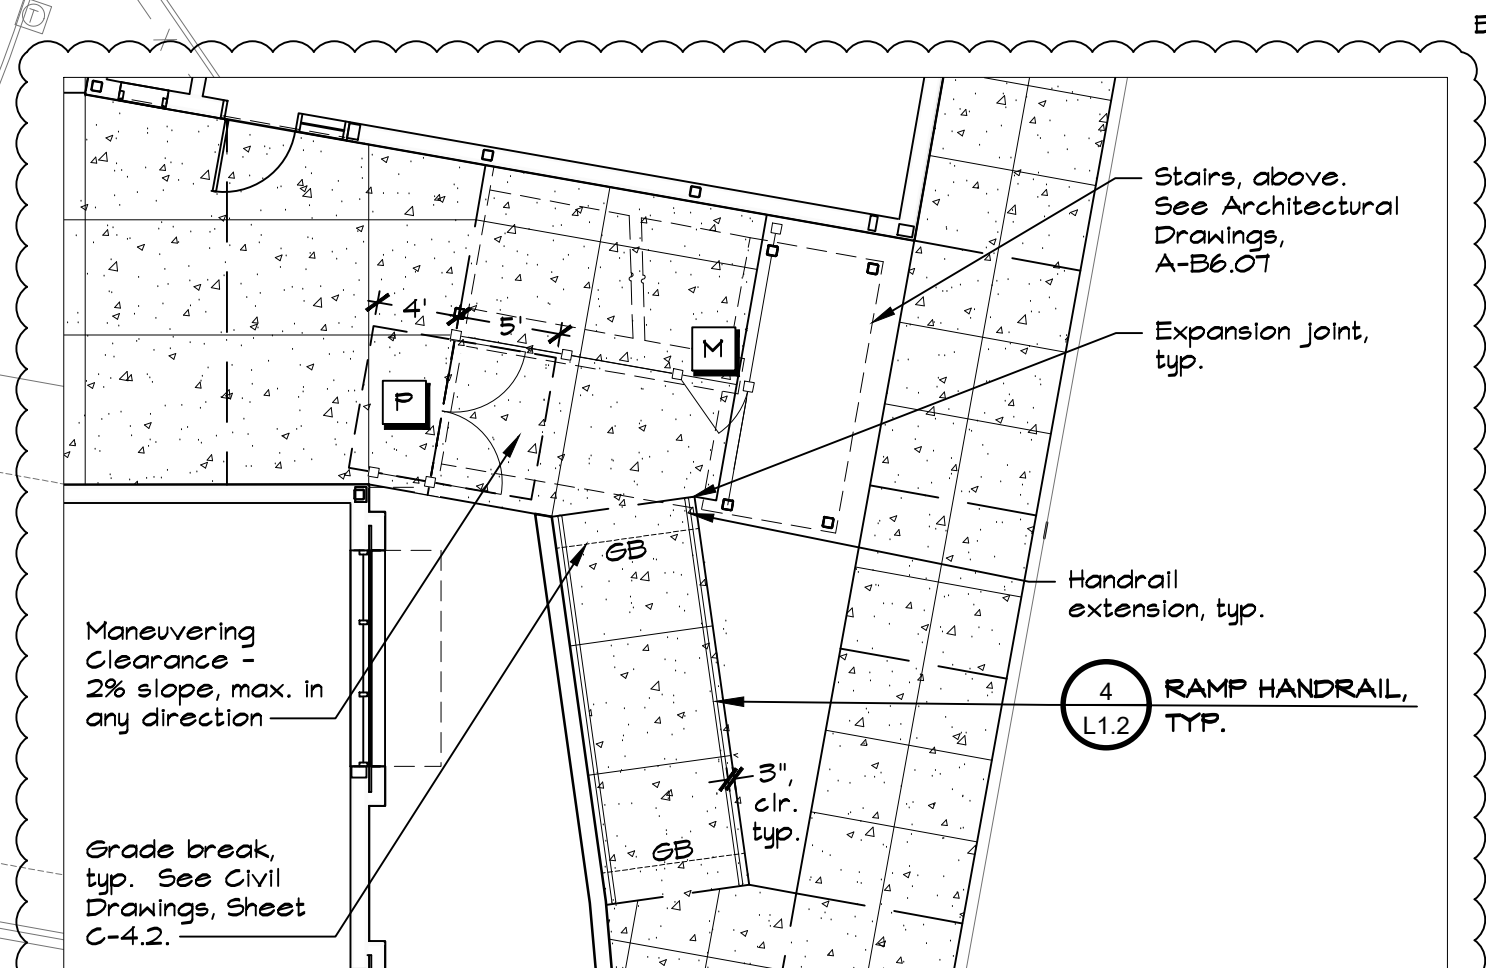 Stairs, above.
See Architectural
Drawings,
A-B6.07
4'
5'
M
Expansion joint,
typ.
P
GB
Handrail
extension, typ.
Maneuvering
Clearance -
2% slope, max. in
any direction
4
L1.2
RAMP HANDRAIL,
TYP.
3",
clr.
typ.
GB
Grade break,
typ. See Civil
Drawings, Sheet
C-4.2.
T